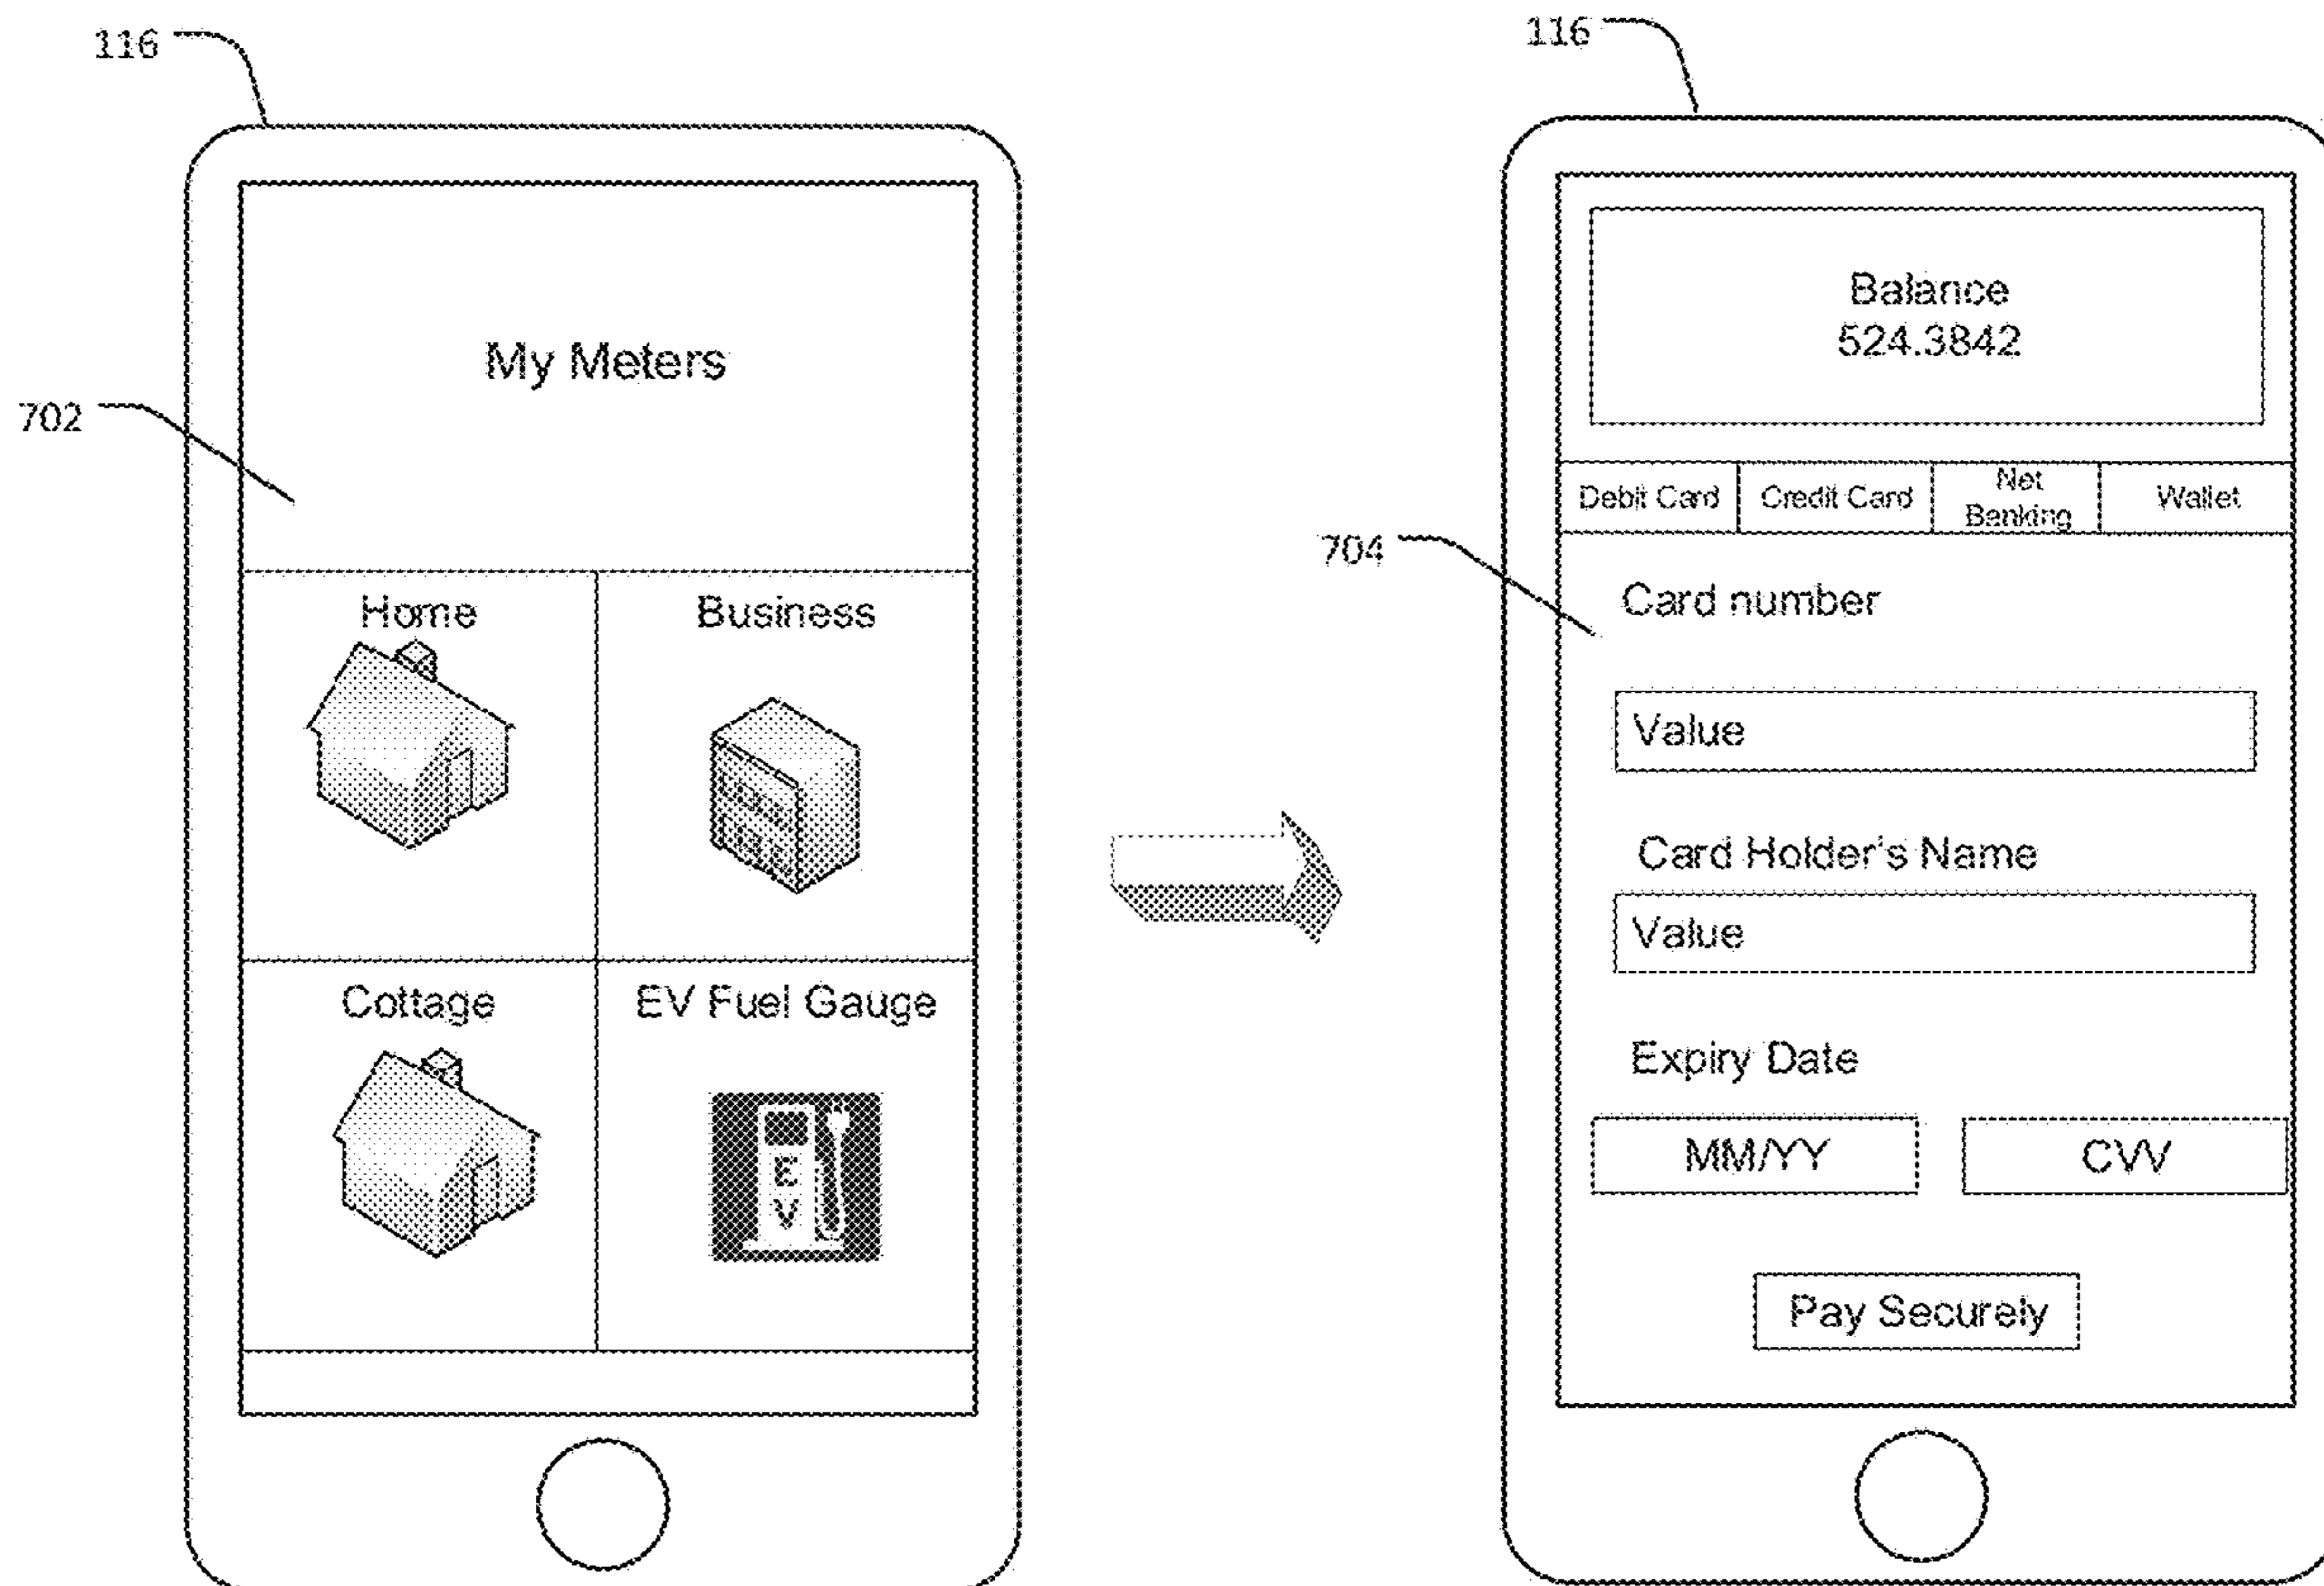 116
My Meters
702
Home
Business
Cottage
EV Fuel Gauge
E
V
116
Balance
524.3842
Debit Card
Credit Card
Net
Banking
Wallet
704
Card number
Value
Card Holder's Name
Value
Expiry Date
MM/YY
CVV
Pay Securely